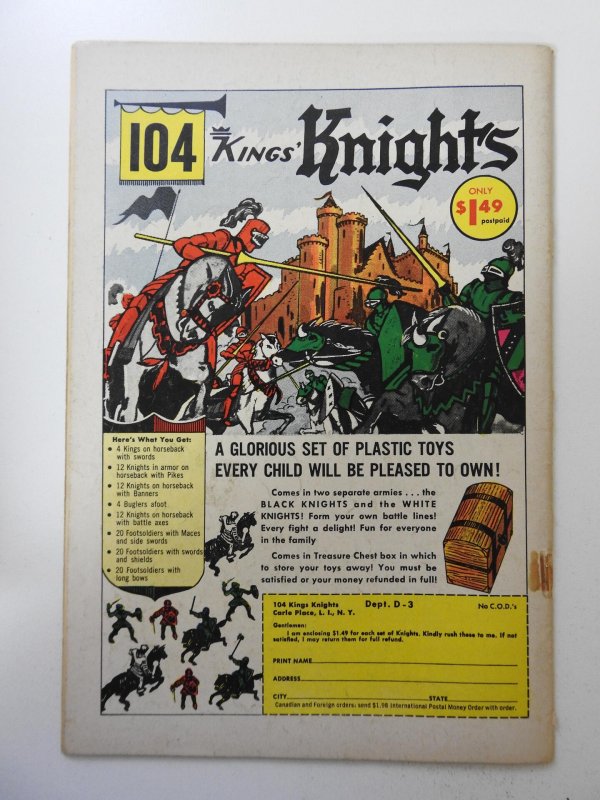 104
KINGS' Knights
ONLY
$1.49
postpaid
Here's What You Get:
• 4 Kings on horseback
with swords
• 12 Knights in armor on
horseback with Pikes
• 12 Knights on horseback
with Banners
• 4 Buglers afoot
• 12 Knights on horseback
with battle axes
• 20 Footsoldiers with Maces
and side swords
• 20 Footsoldiers with swords
and shields
• 20 Footsoldiers with
long bows
A GLORIOUS SET OF PLASTIC TOYS
EVERY CHILD WILL BE PLEASED TO OWN!
Comes in two separate armies . . . the
BLACK KNIGHTS and the WHITE
KNIGHTS! Form your own battle lines!
Every fight a delight! Fun for everyone
in the family
Comes in Treasure Chest box in which
to store your toys away! You must be
satisfied or your money refunded in full!
104 Kings Knights Dept. D-3 No C.O.D.'s
Carle Place, L. I., N. Y.
Gentlemen:
I am enclosing $1.49 for each set of Knights. Kindly rush these to me. If not
satisfied, I may return them for full refund.
PRINT NAME
ADDRESS
CITY STATE
Canadian and Foreign orders: send $1.98 International Postal Money Order with order.